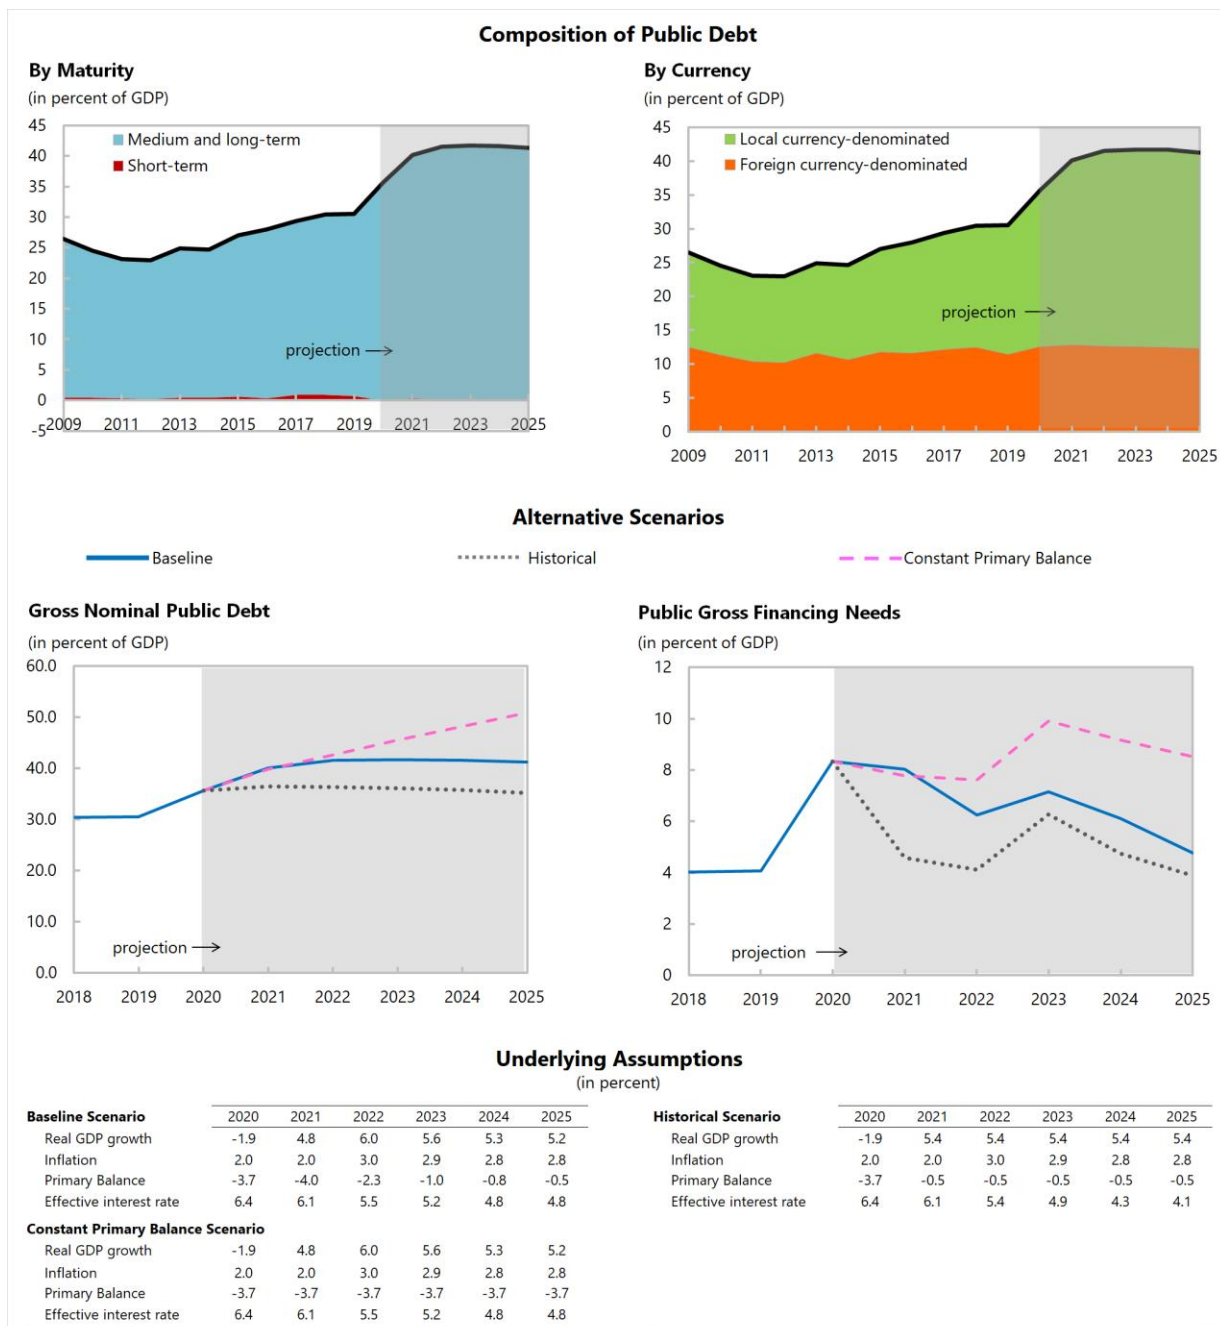 Composition of Public Debt
By Maturity
(in percent of GDP)
45
40
35
30
25
20
15
10
5
0
-5
Medium and long-term
Short-term
projection
2009 2011 2013 2015 2017 2019 2021 2023 2025
By Currency
(in percent of GDP)
45
40
35
30
25
20
15
10
5
0
Local currency-denominated
Foreign currency-denominated
projection
2009 2011 2013 2015 2017 2019 2021 2023 2025
Alternative Scenarios
Baseline Historical Constant Primary Balance
Gross Nominal Public Debt
(in percent of GDP)
60.0
50.0
40.0
30.0
20.0
10.0
0.0
projection
2018 2019 2020 2021 2022 2023 2024 2025
Public Gross Financing Needs
(in percent of GDP)
12
10
8
6
4
2
0
projection
2018 2019 2020 2021 2022 2023 2024 2025
Underlying Assumptions
(in percent)
Baseline Scenario 2020 2021 2022 2023 2024 2025
Real GDP growth -1.9 4.8 6.0 5.6 5.3 5.2
Inflation 2.0 2.0 3.0 2.9 2.8 2.8
Primary Balance -3.7 -4.0 -2.3 -1.0 -0.8 -0.5
Effective interest rate 6.4 6.1 5.5 5.2 4.8 4.8
Constant Primary Balance Scenario
Real GDP growth -1.9 4.8 6.0 5.6 5.3 5.2
Inflation 2.0 2.0 3.0 2.9 2.8 2.8
Primary Balance -3.7 -3.7 -3.7 -3.7 -3.7 -3.7
Effective interest rate 6.4 6.1 5.5 5.2 4.8 4.8
Historical Scenario 2020 2021 2022 2023 2024 2025
Real GDP growth -1.9 5.4 5.4 5.4 5.4 5.4
Inflation 2.0 2.0 3.0 2.9 2.8 2.8
Primary Balance -3.7 -0.5 -0.5 -0.5 -0.5 -0.5
Effective interest rate 6.4 6.1 5.4 4.9 4.3 4.1